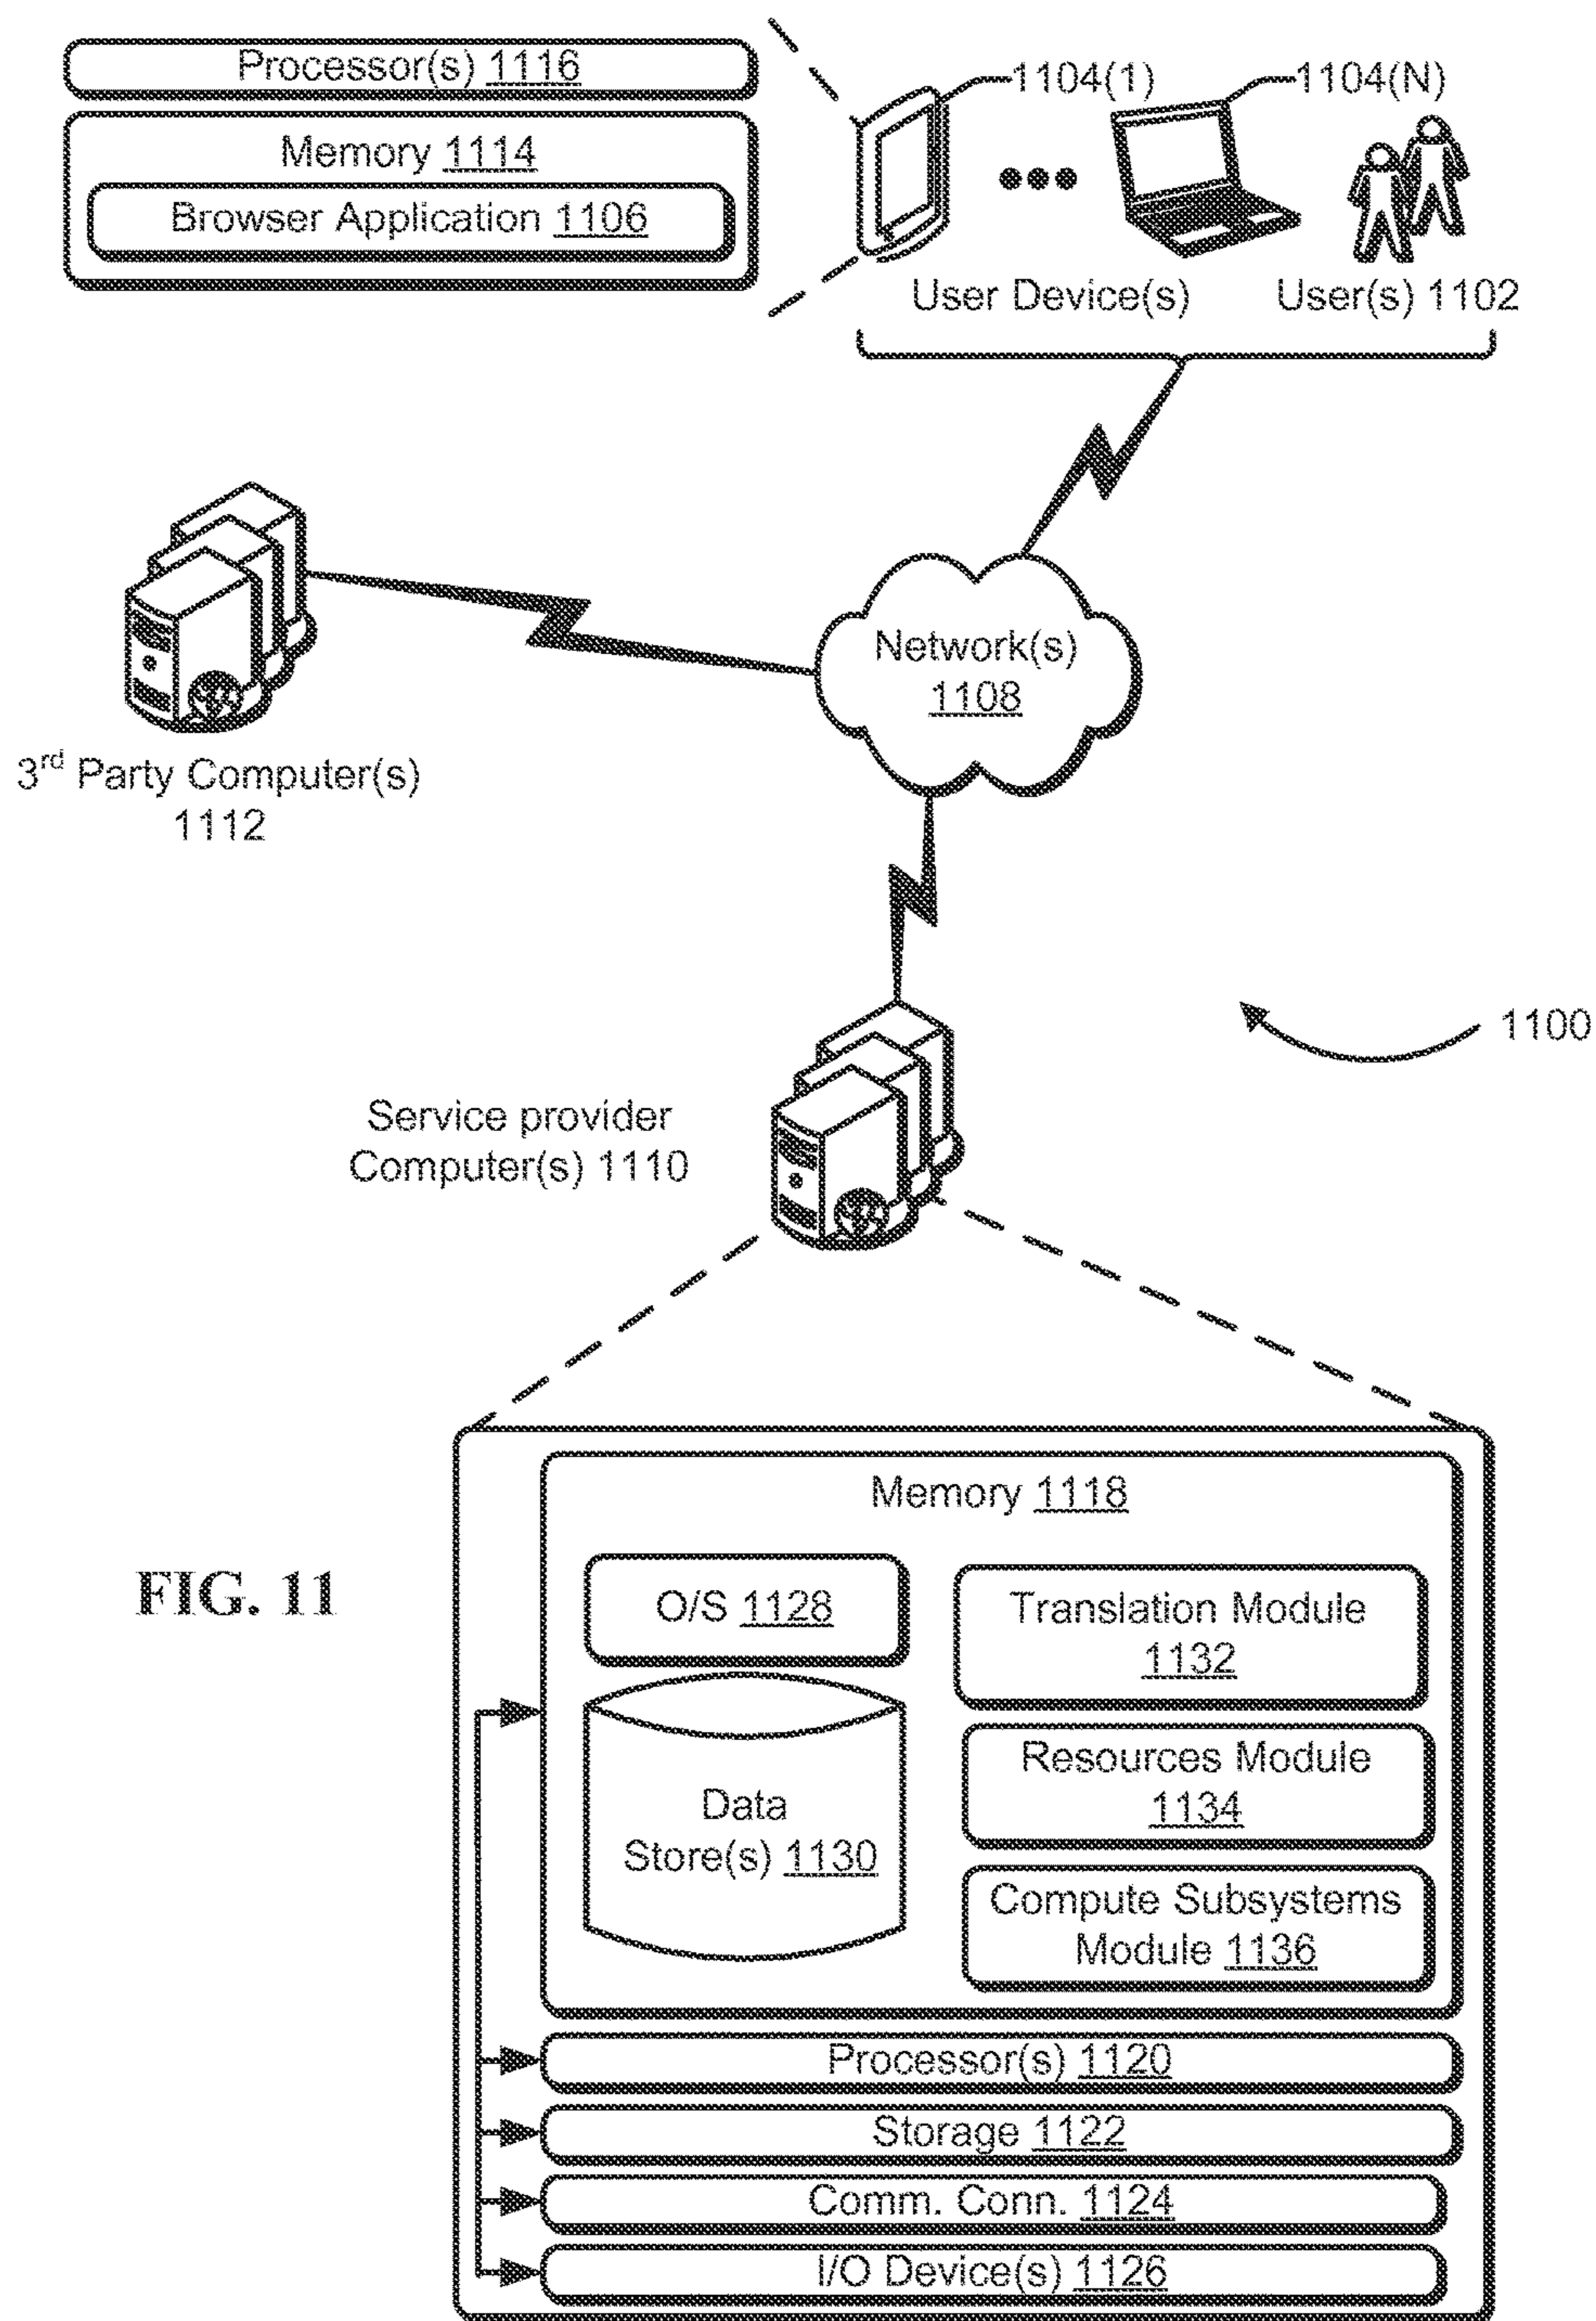 Processor(s) 1116
Memory 1114
Browser Application 1106
1104(1)
1104(N)
User Device(s)
User(s) 1102
Network(s)
1108
3rd Party Computer(s)
1112
1100
Service provider
Computer(s) 1110
FIG. 11
Memory 1118
O/S 1128
Data
Store(s) 1130
Translation Module
1132
Resources Module
1134
Compute Subsystems
Module 1136
Processor(s) 1120
Storage 1122
Comm. Conn. 1124
I/O Device(s) 1126